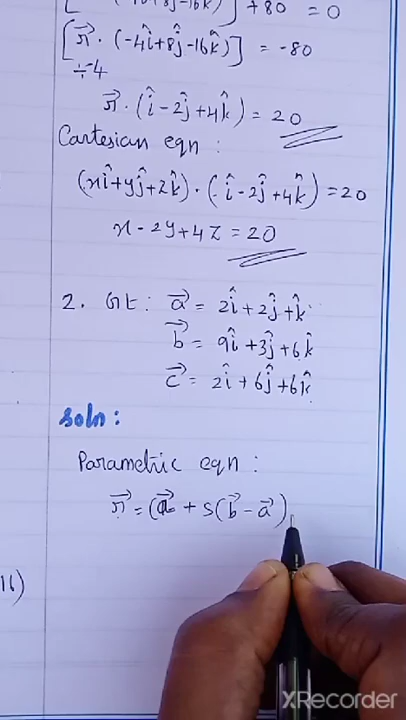 +80 = 0
[r⃗ · (-4î+8ĵ-16k̂)] = -80
÷-4
r⃗ · (î-2ĵ+4k̂) = 20
Cartesian eqn :
(xî+yĵ+zk̂) · (î-2ĵ+4k̂) = 20
x - 2y + 4z = 20
2. Gt : a⃗ = 2î+2ĵ+k̂
b⃗ = 9î+3ĵ+6k̂
c⃗ = 2î+6ĵ+6k̂
Soln:
Parametric eqn :
r⃗ = (a⃗ + s(b⃗ - a⃗)
16)
XRecorder